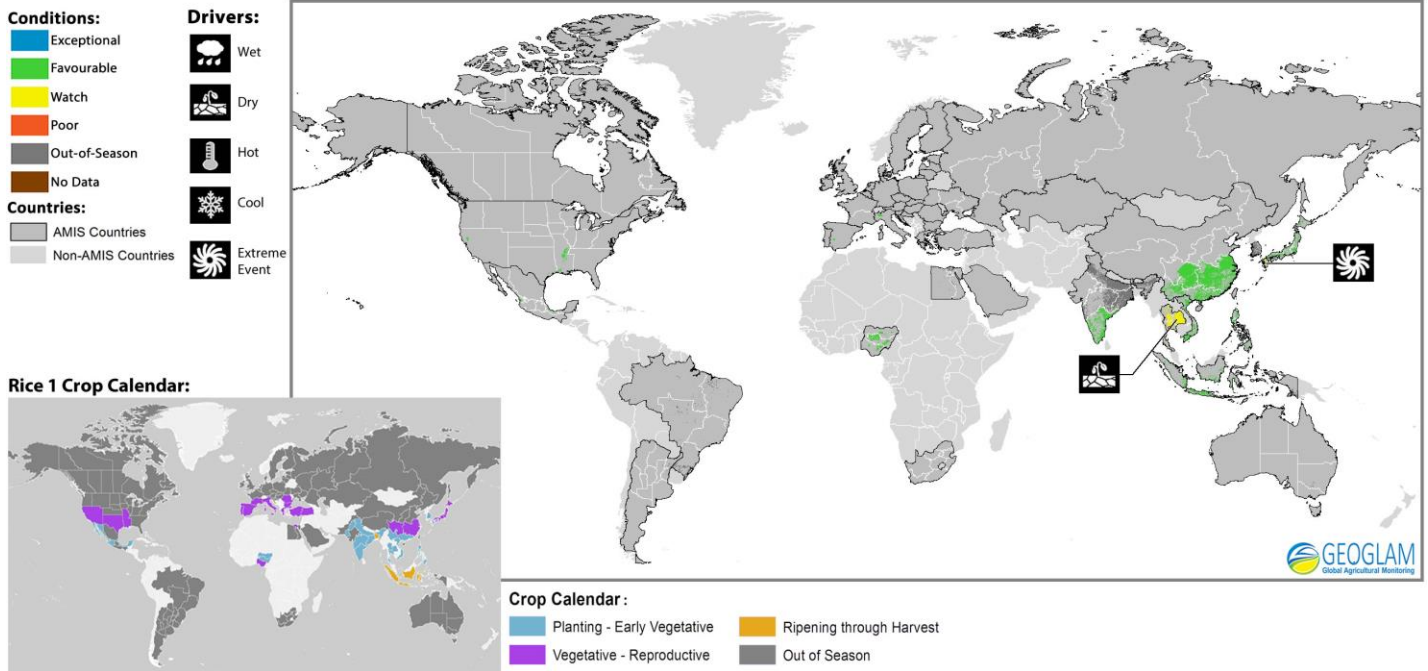 Conditions:
Exceptional
Favourable
Watch
Poor
Out-of-Season
No Data
Countries:
AMIS Countries
Non-AMIS Countries
Drivers:
Wet
Dry
Hot
Cool
Extreme
Event
Rice 1 Crop Calendar:
GEOGLAM
Global Agricultural Monitoring
Crop Calendar :
Planting - Early Vegetative
Vegetative - Reproductive
Ripening through Harvest
Out of Season